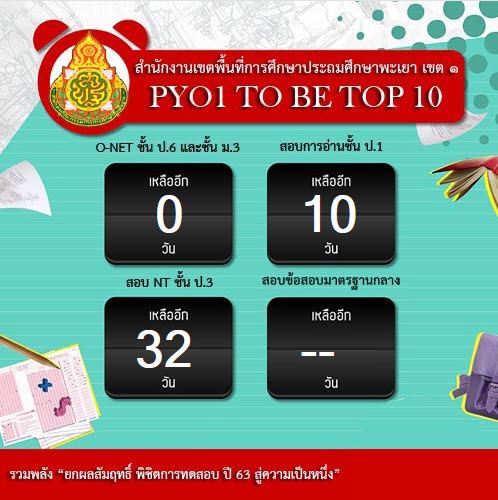 สำนักงานเขตพื้นที่การศึกษาประถมศึกษาพะเยา เขต ๑
PYO1 TO BE TOP 10
O-NET ชั้น ป.6 และชั้น ม.3
เหลืออีก
0
วัน
สอบการอ่านชั้น ป.1
เหลืออีก
10
วัน
สอบ NT ชั้น ป.3
เหลืออีก
32
วัน
สอบข้อสอบมาตรฐานกลาง
เหลืออีก
--
วัน
รวมพลัง “ยกผลสัมฤทธิ์ พิชิตการทดสอบ ปี 63 สู่ความเป็นหนึ่ง”